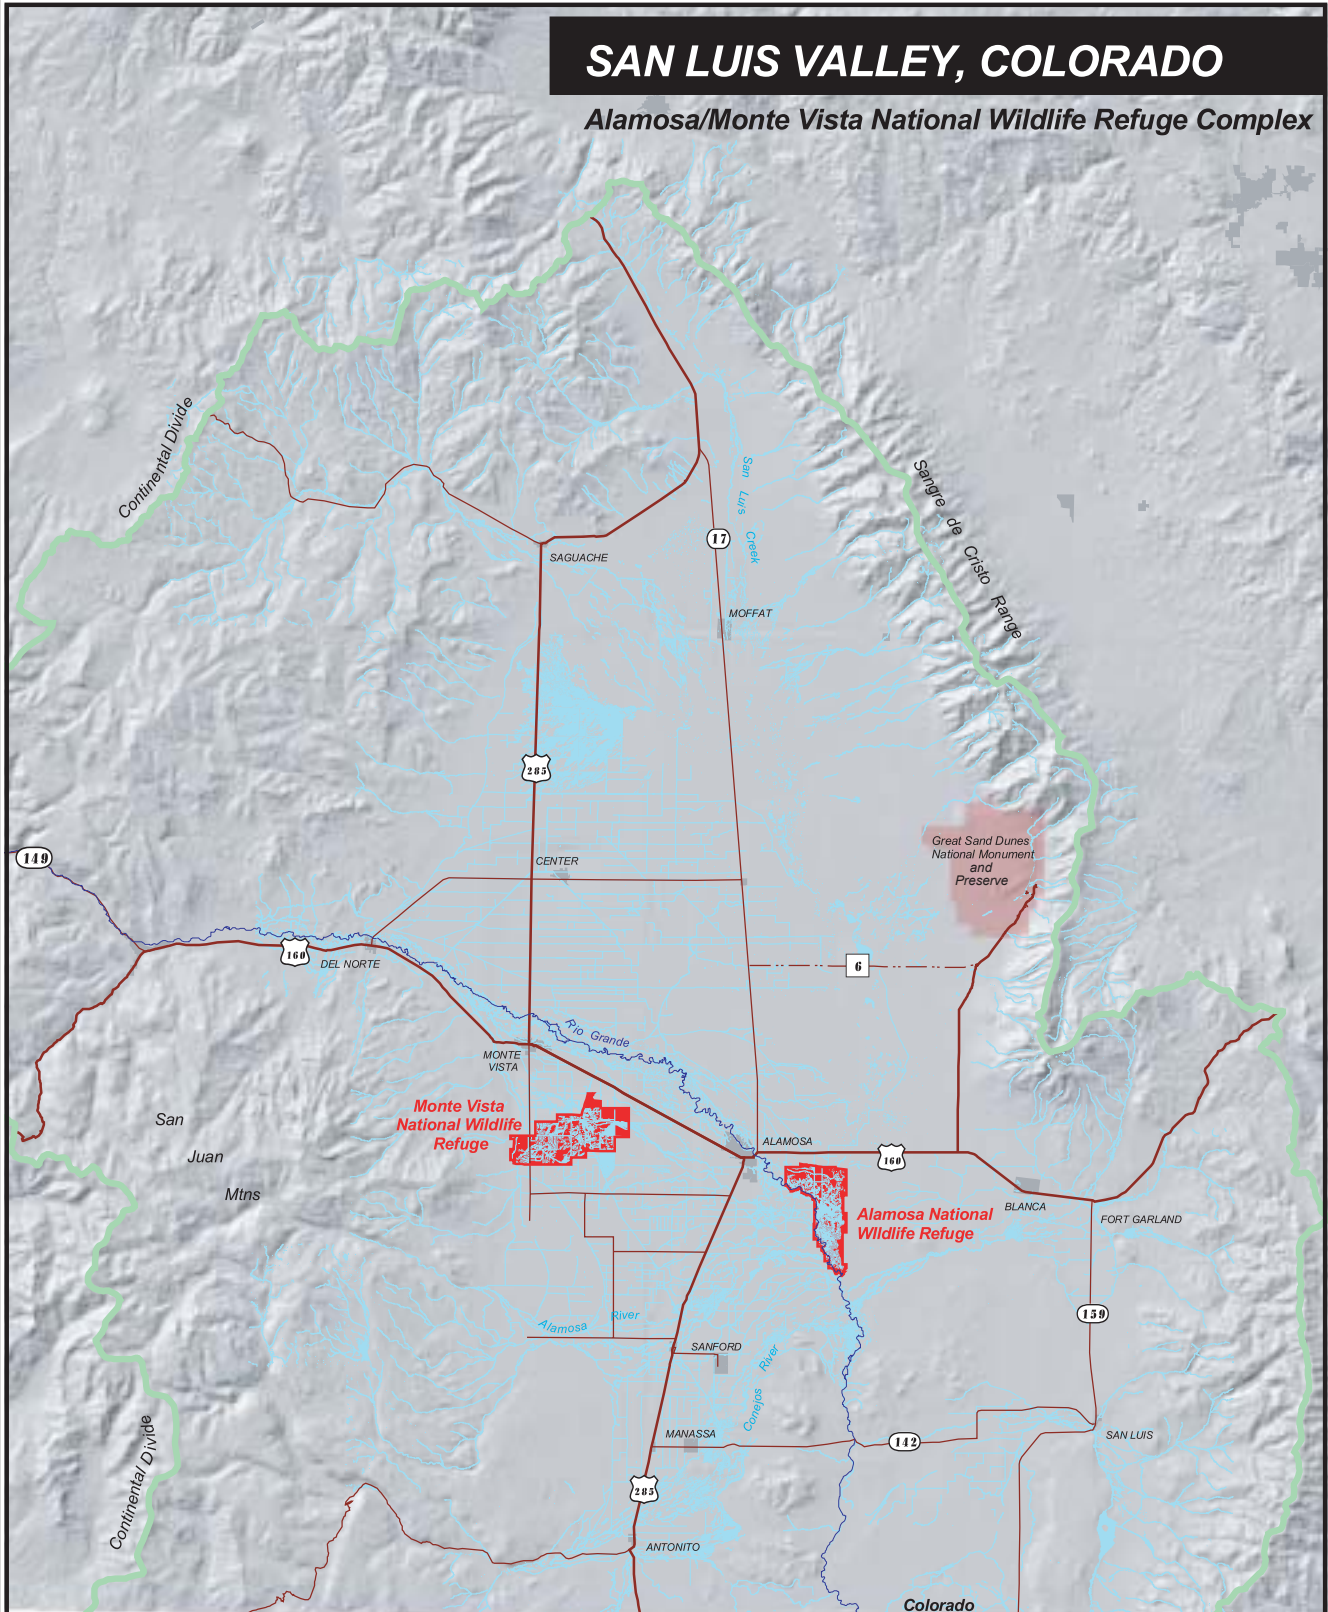 SAN LUIS VALLEY, COLORADO
Alamosa/Monte Vista National Wildlife Refuge Complex
Continental Divide
San Luis Creek
Sangre de Cristo Range
17
SAGUACHE
MOFFAT
285
Great Sand Dunes
National Monument
and
Preserve
149
CENTER
160
DEL NORTE
6
Rio Grande
MONTE
VISTA
Monte Vista
National Wildlife
Refuge
San
Juan
Mtns
ALAMOSA
160
BLANCA
FORT GARLAND
Alamosa National
WIldlife Refuge
159
Alamosa River
SANFORD
Conejos River
MANASSA
142
SAN LUIS
Continental Divide
285
ANTONITO
Colorado